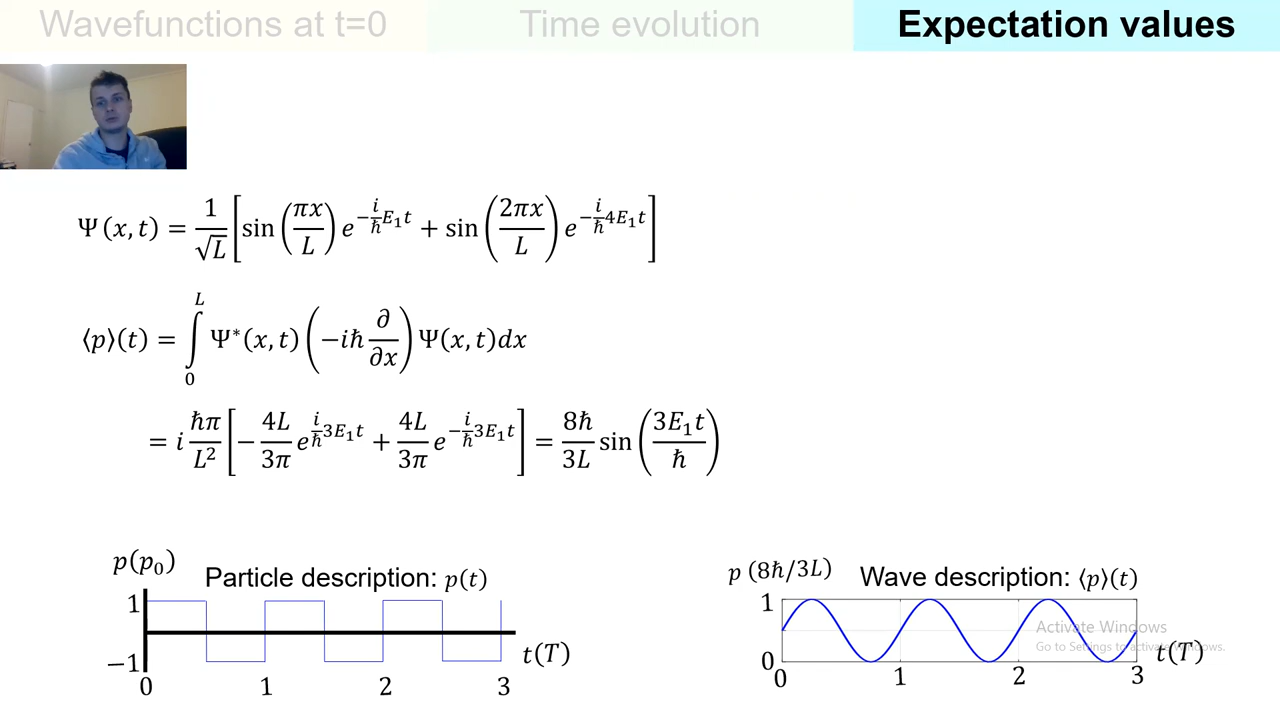 Wavefunctions at t=0 Time evolution Expectation values
Ψ(x, t) = 1/√L [sin(πx/L) e^{-i/ℏ E₁t} + sin(2πx/L) e^{-i/ℏ 4E₁t}]
⟨p⟩(t) = ∫₀ᴸ Ψ*(x, t) (−iℏ ∂/∂x) Ψ(x, t)dx
= i ℏπ/L² [−4L/3π e^{i/ℏ 3E₁t} + 4L/3π e^{-i/ℏ 3E₁t}] = 8ℏ/3L sin(3E₁t/ℏ)
p(p₀) Particle description: p(t)
1
−1
0 1 2 3
t(T)
p (8ℏ/3L) Wave description: ⟨p⟩(t)
1
0
0 1 2 3
t(T)
Activate Windows
Go to Settings to activate Windows.